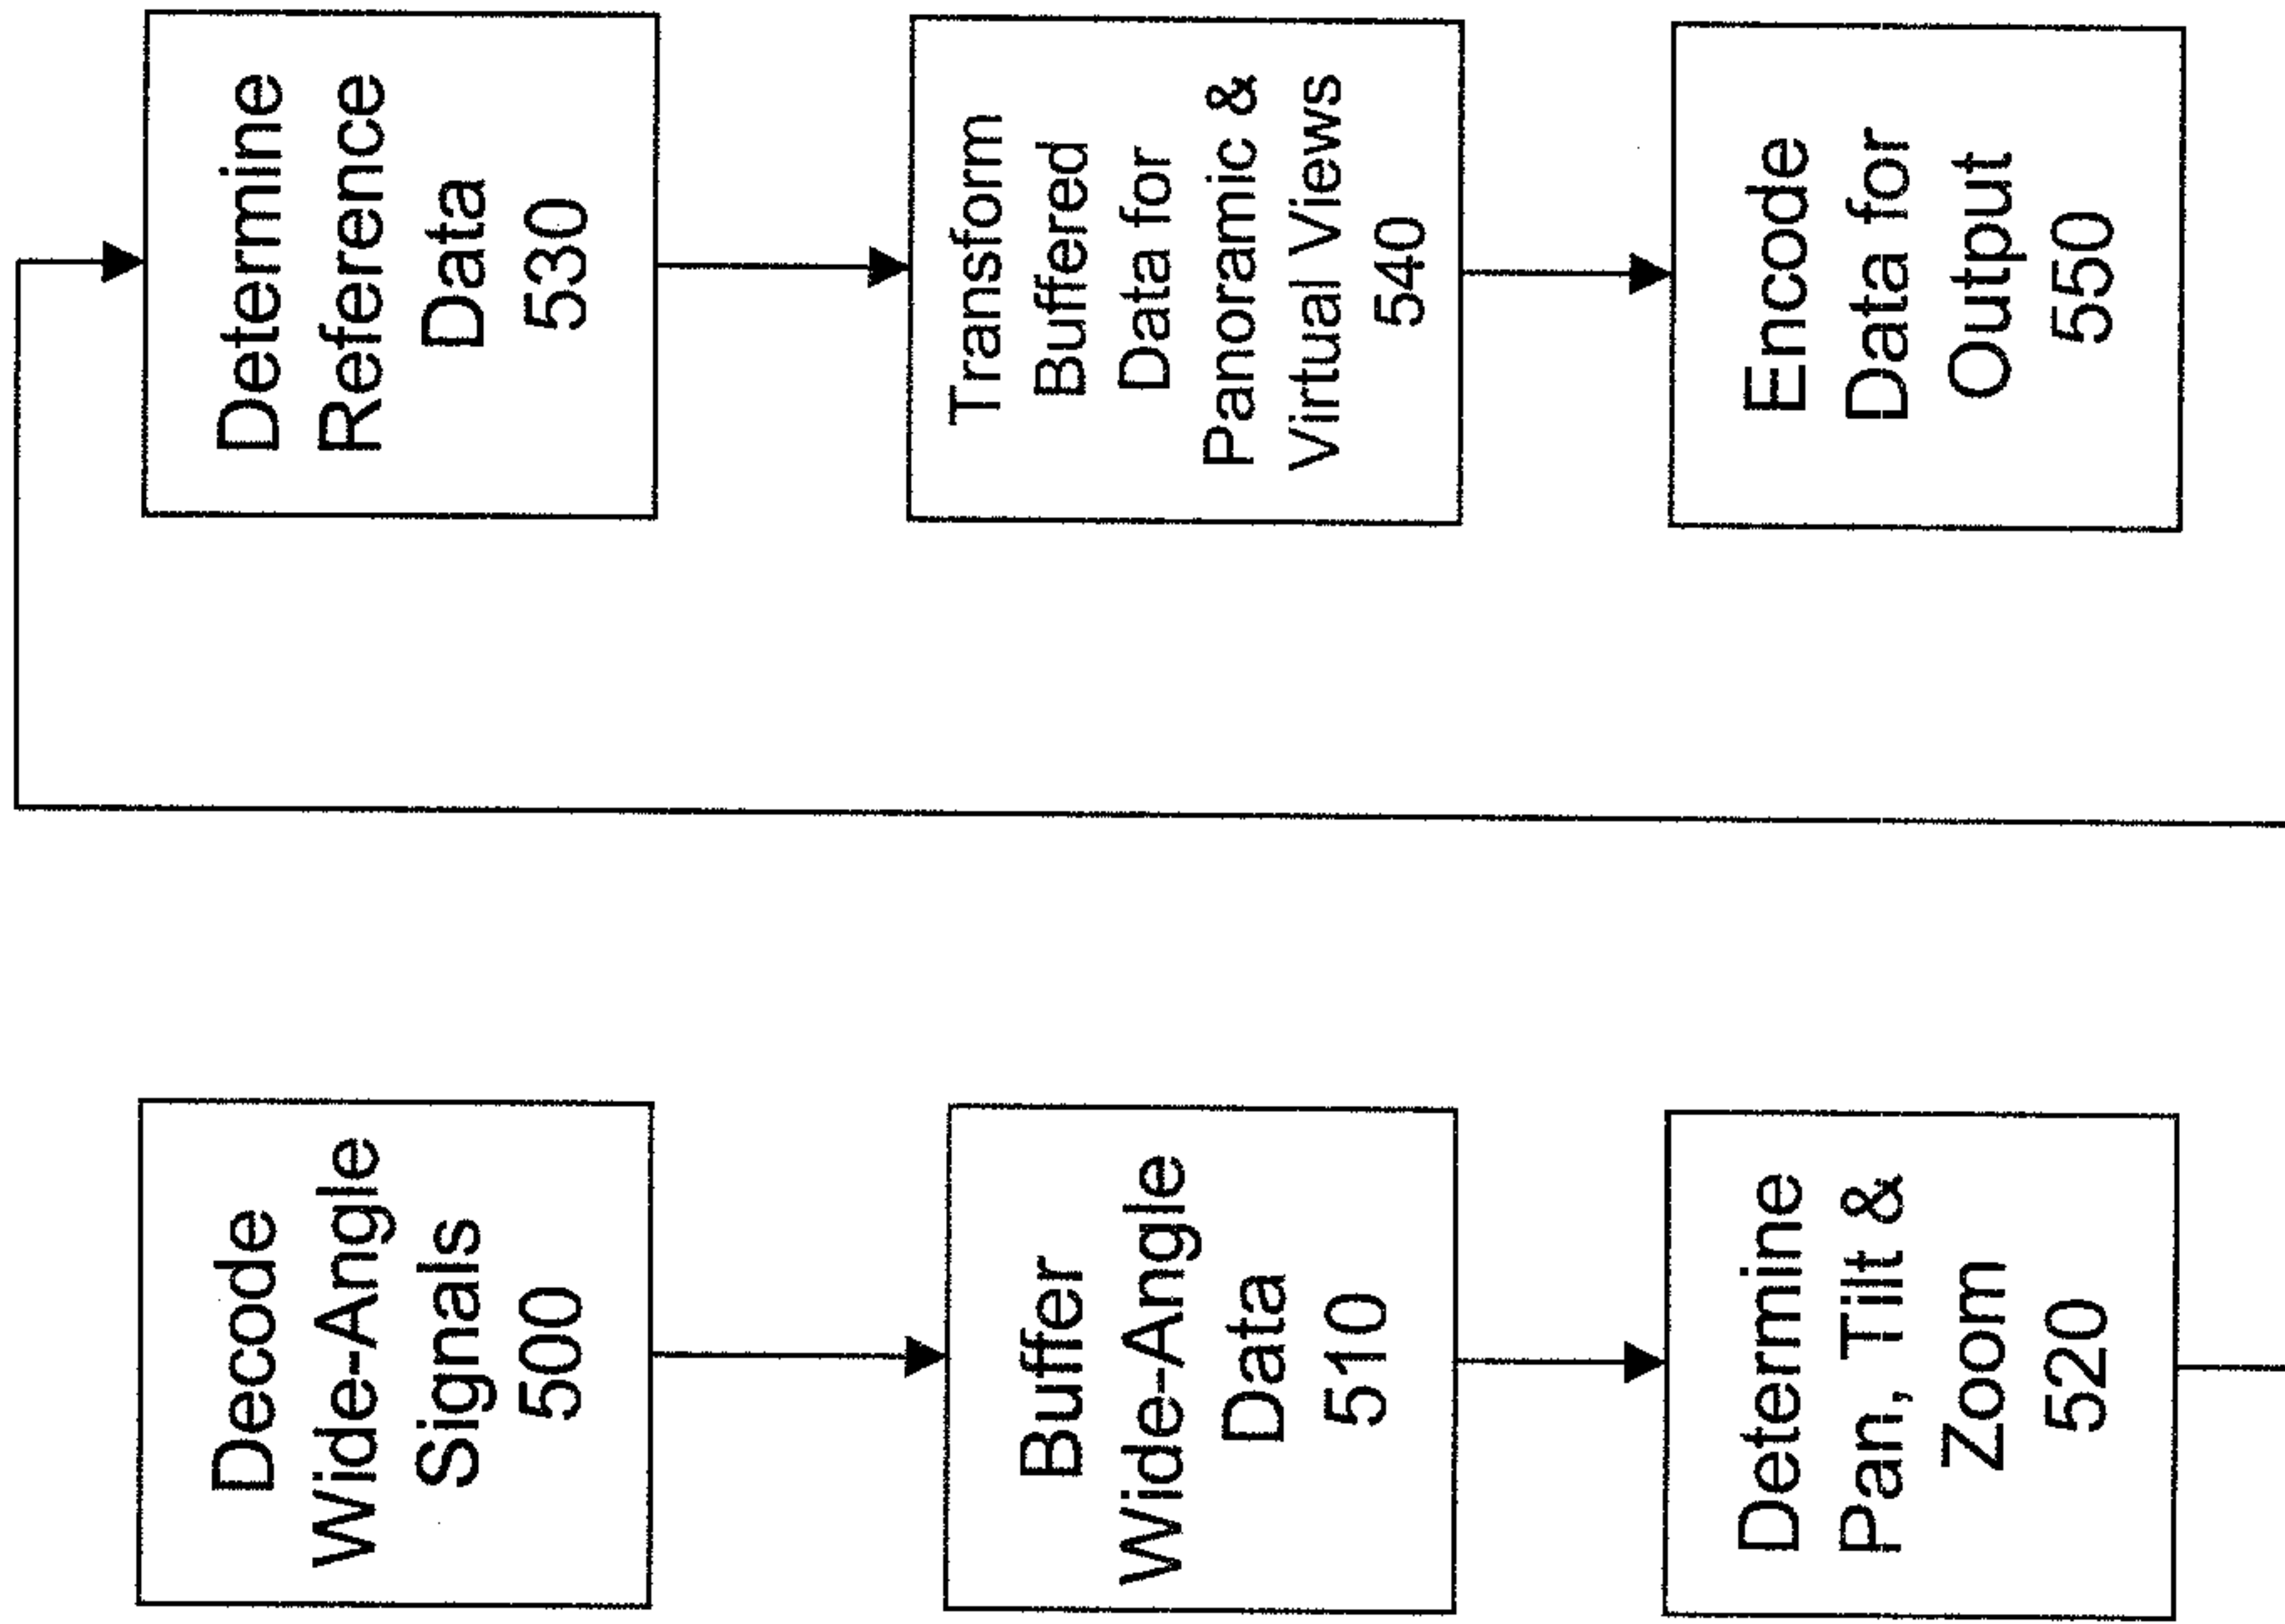 Decode
Wide-Angle
Signals
500
Buffer
Wide-Angle
Data
510
Determine
Pan, Tilt &
Zoom
520
Determine
Reference
Data
530
Transform
Buffered
Data for
Panoramic &
Virtual Views
540
Encode
Data for
Output
550